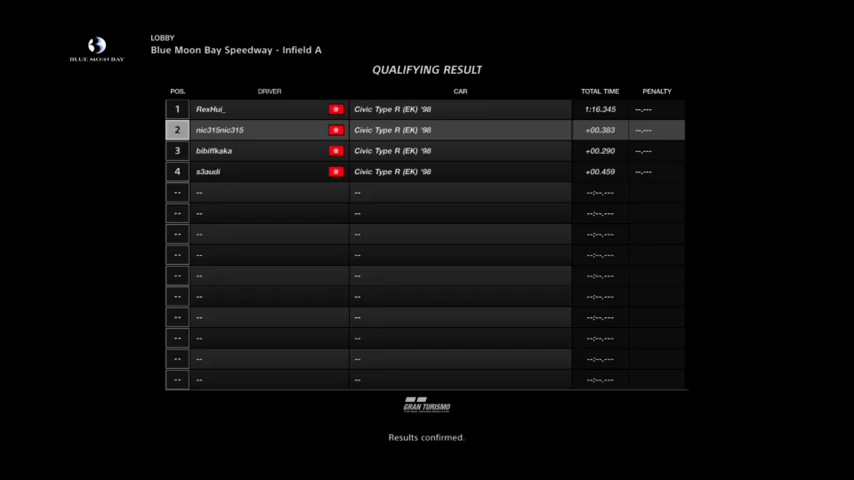 LOBBY
Blue Moon Bay Speedway - Infield A
BLUE MOON BAY
QUALIFYING RESULT
POS. DRIVER CAR TOTAL TIME PENALTY
1 RexHui_ Civic Type R (EK) '98 1:16.345 --.---
2 nic315nic315 Civic Type R (EK) '98 +00.383 --.---
3 bibiffkaka Civic Type R (EK) '98 +00.290 --.---
4 s3audi Civic Type R (EK) '98 +00.459 --.---
-- -- -- --:--.---
-- -- -- --:--.---
-- -- -- --:--.---
-- -- -- --:--.---
-- -- -- --:--.---
-- -- -- --:--.---
-- -- -- --:--.---
-- -- -- --:--.---
-- -- -- --:--.---
-- -- -- --:--.---
GRAN TURISMO
Results confirmed.